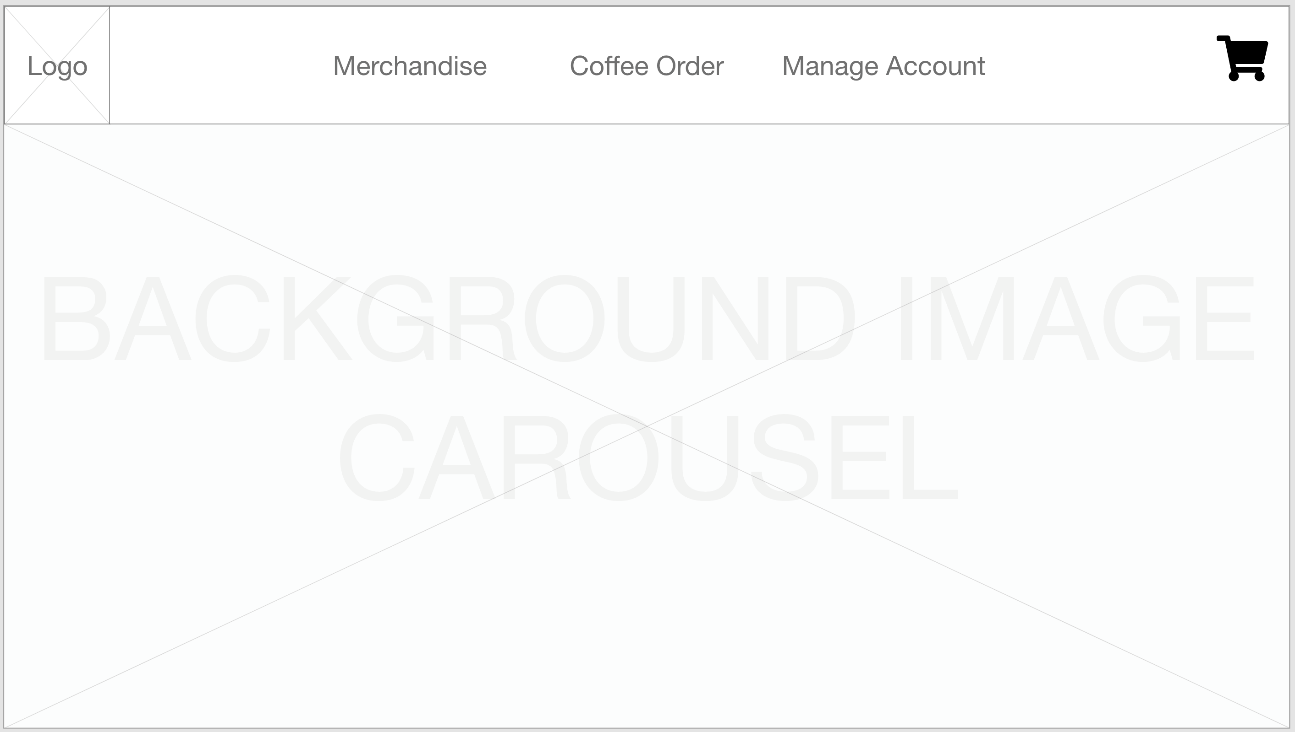 Logo
Merchandise
Coffee Order
Manage Account
BACKGROUND IMAGE
CAROUSEL